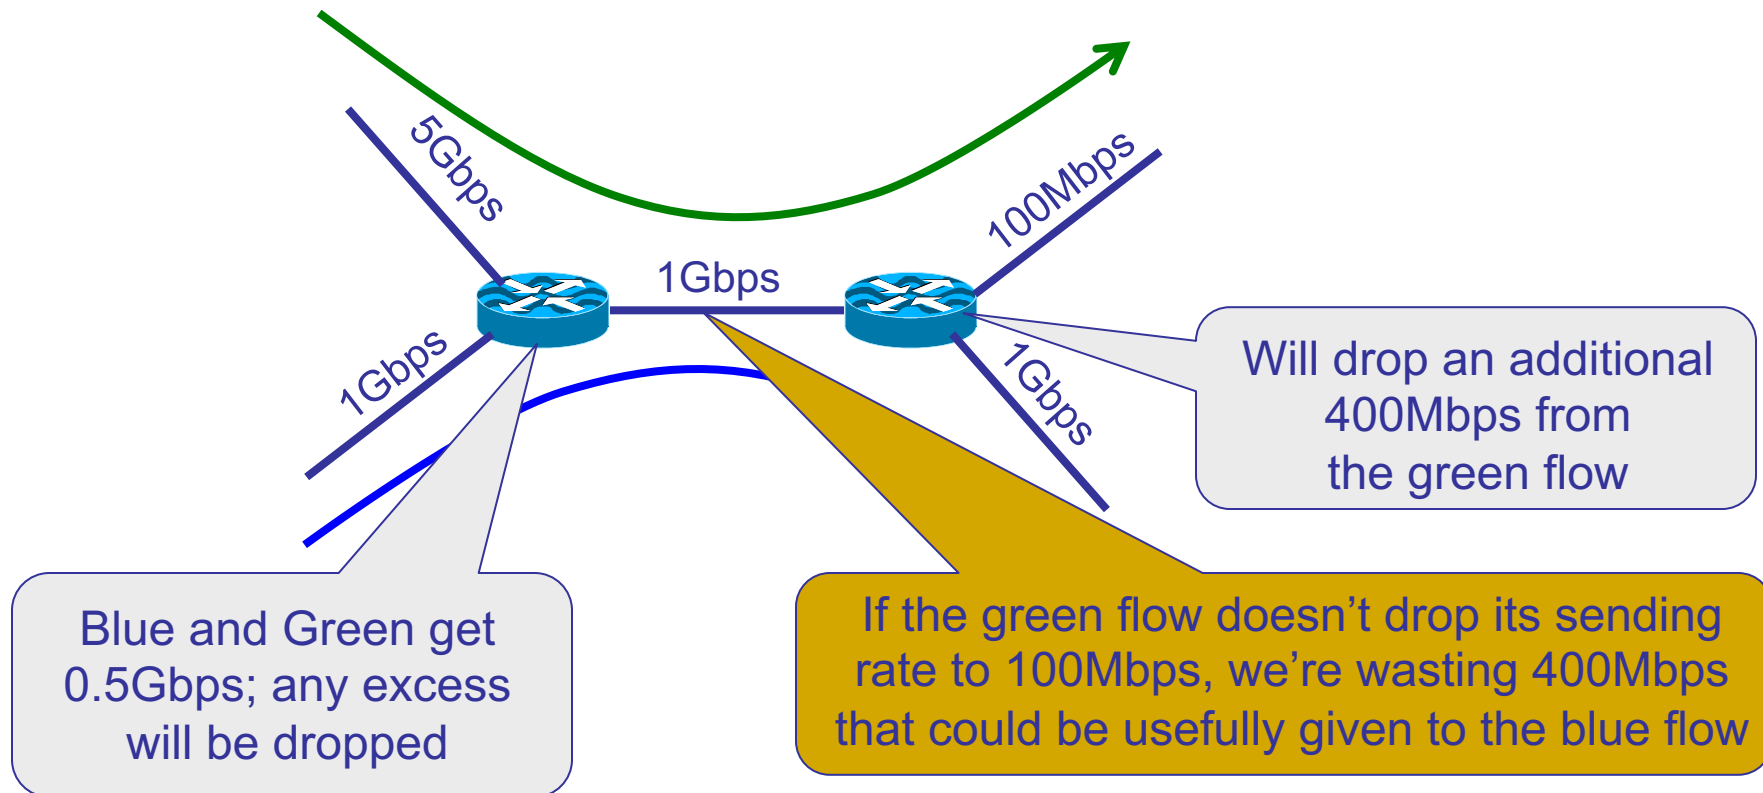 5Gbps
100Mbps
1Gbps
1Gbps
1Gbps
Will drop an additional
400Mbps from
the green flow
Blue and Green get
0.5Gbps; any excess
will be dropped
If the green flow doesn’t drop its sending
rate to 100Mbps, we’re wasting 400Mbps
that could be usefully given to the blue flow